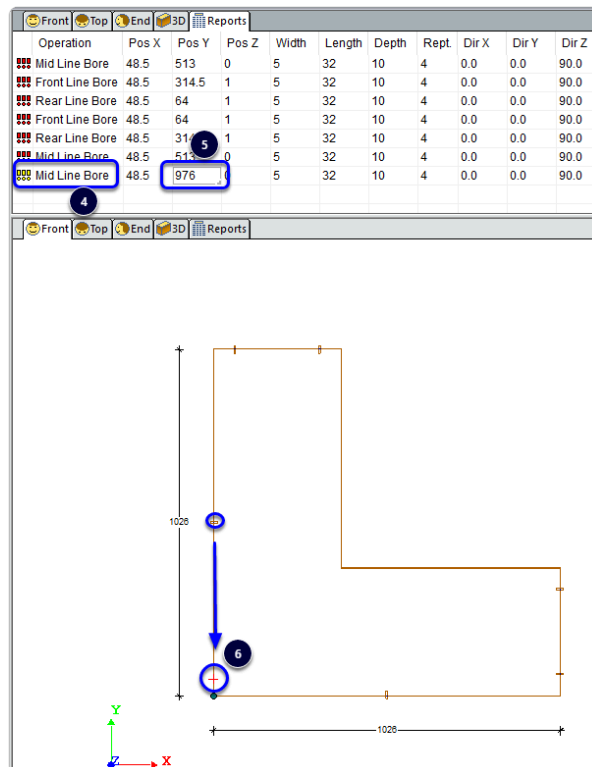 Front Top End 3D Reports
Operation Pos X Pos Y Pos Z Width Length Depth Rept. Dir X Dir Y Dir Z
Mid Line Bore 48.5 513 0 5 32 10 4 0.0 0.0 90.0
Front Line Bore 48.5 314.5 1 5 32 10 4 0.0 0.0 90.0
Rear Line Bore 48.5 64 1 5 32 10 4 0.0 0.0 90.0
Front Line Bore 48.5 64 1 5 32 10 4 0.0 0.0 90.0
Rear Line Bore 48.5 1 5 32 10 4 0.0 0.0 90.0
5
Mid Line Bore 48.5 513 0 5 32 10 4 0.0 0.0 90.0
Mid Line Bore 48.5 976 0 5 32 10 4 0.0 0.0 90.0
4
Front Top End 3D Reports
1026
6
Y
1026
Z X